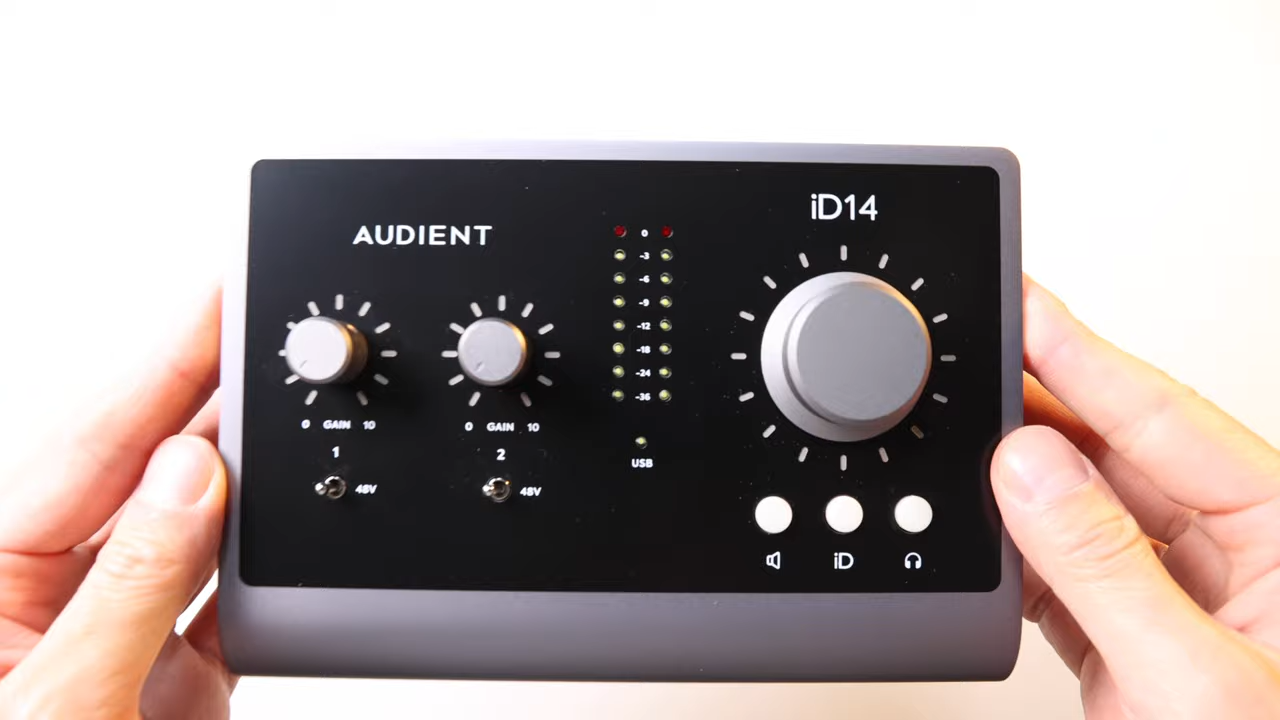 AUDIENT
iD14
0
-3
-6
-9
-12
-18
-24
-36
USB
0 GAIN 10
1
48V
0 GAIN 10
2
48V
iD